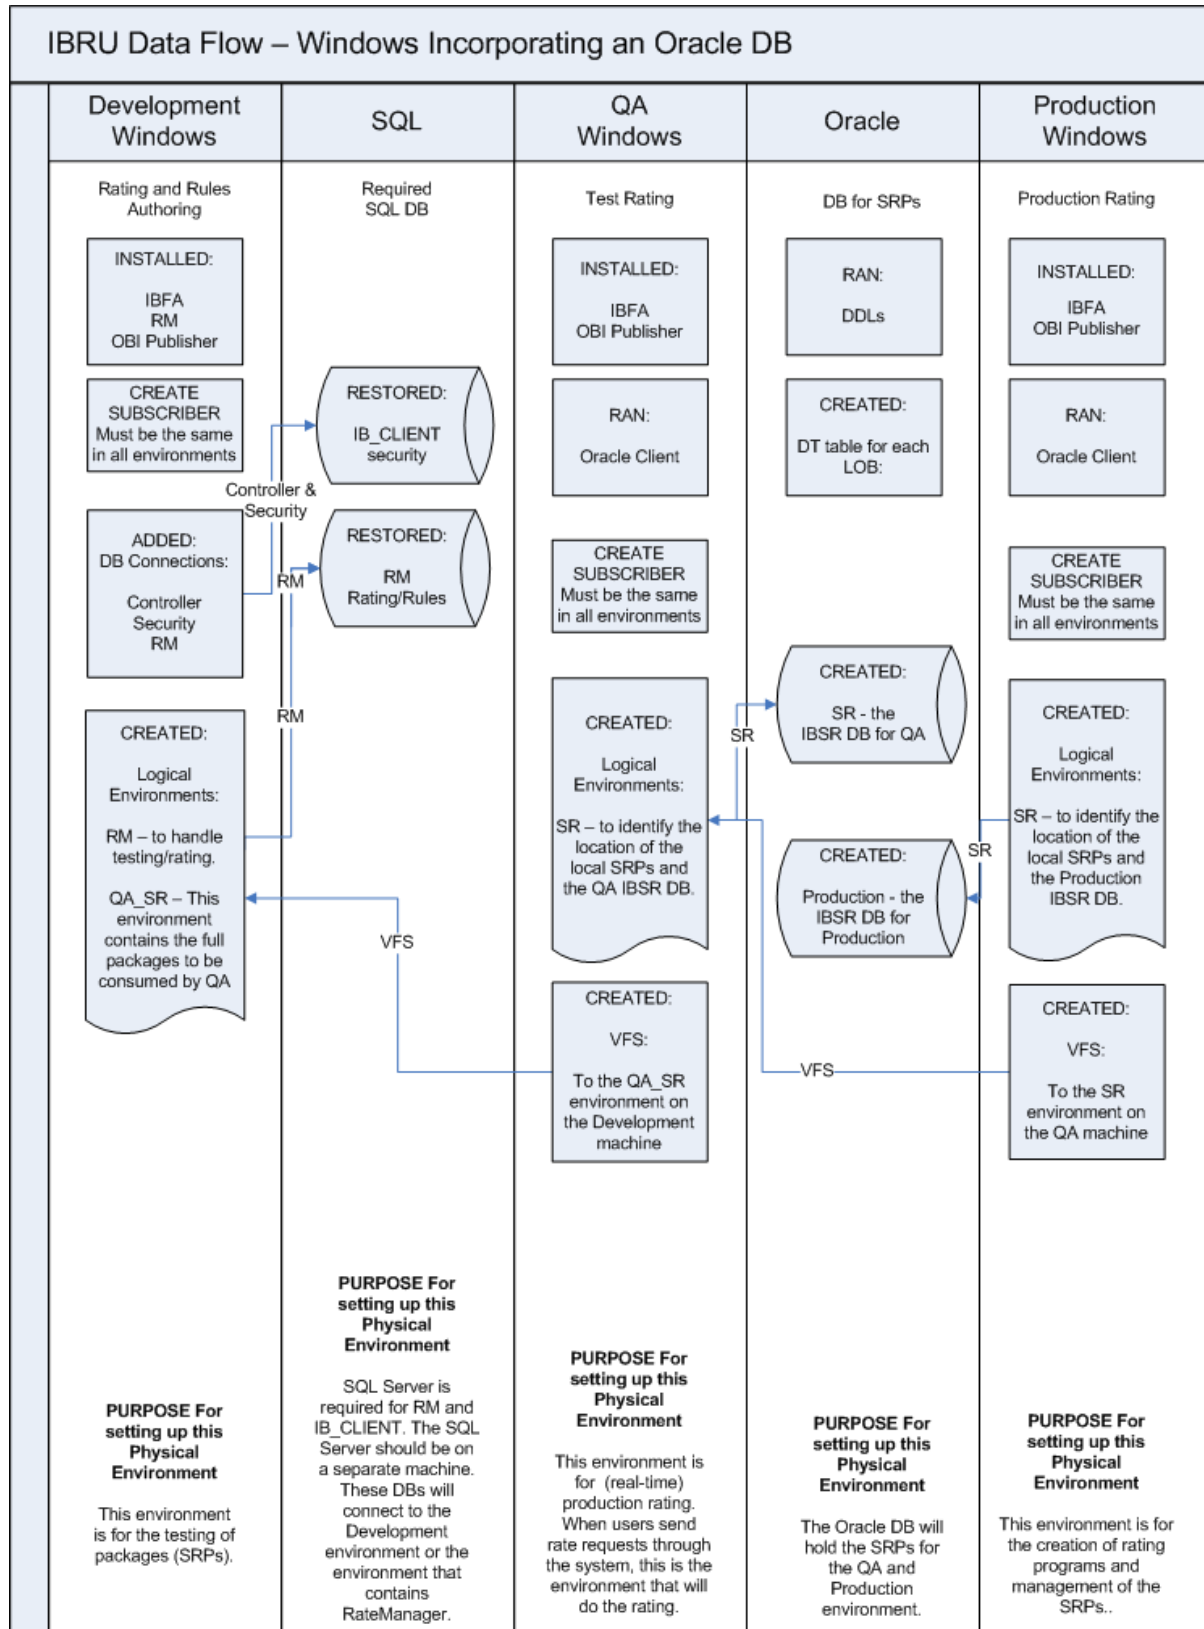 IBRU Data Flow – Windows Incorporating an Oracle DB
Development
Windows
Rating and Rules
Authoring
INSTALLED:
IBFA
RM
OBI Publisher
CREATE
SUBSCRIBER
Must be the same
in all environments
ADDED:
DB Connections:
Controller
Security
RM
CREATED:
Logical
Environments:
RM – to handle
testing/rating.
QA_SR – This
environment
contains the full
packages to be
consumed by QA
PURPOSE For
setting up this
Physical
Environment
This environment
is for the testing of
packages (SRPs).
SQL
Required
SQL DB
RESTORED:
IB_CLIENT
security
Controller &
Security
RESTORED:
RM
Rating/Rules
RM
RM
VFS
PURPOSE For
setting up this
Physical
Environment
SQL Server is
required for RM and
IB_CLIENT. The SQL
Server should be on
a separate machine.
These DBs will
connect to the
Development
environment or the
environment that
contains
RateManager.
QA
Windows
Test Rating
INSTALLED:
IBFA
OBI Publisher
RAN:
Oracle Client
CREATE
SUBSCRIBER
Must be the same
in all environments
CREATED:
Logical
Environments:
SR – to identify the
location of the
local SRPs and
the QA IBSR DB.
CREATED:
VFS:
To the QA_SR
environment on
the Development
machine
PURPOSE For
setting up this
Physical
Environment
This environment is
for (real-time)
production rating.
When users send
rate requests through
the system, this is the
environment that will
do the rating.
Oracle
DB for SRPs
RAN:
DDLs
CREATED:
DT table for each
LOB:
SR
CREATED:
SR - the
IBSR DB for QA
CREATED:
Production - the
IBSR DB for
Production
SR
VFS
PURPOSE For
setting up this
Physical
Environment
The Oracle DB will
hold the SRPs for
the QA and
Production
environment.
Production
Windows
Production Rating
INSTALLED:
IBFA
OBI Publisher
RAN:
Oracle Client
CREATE
SUBSCRIBER
Must be the same
in all environments
CREATED:
Logical
Environments:
SR – to identify the
location of the
local SRPs and
the Production
IBSR DB.
CREATED:
VFS:
To the SR
environment on
the QA machine
PURPOSE For
setting up this
Physical
Environment
This environment is for
the creation of rating
programs and
management of the
SRPs..